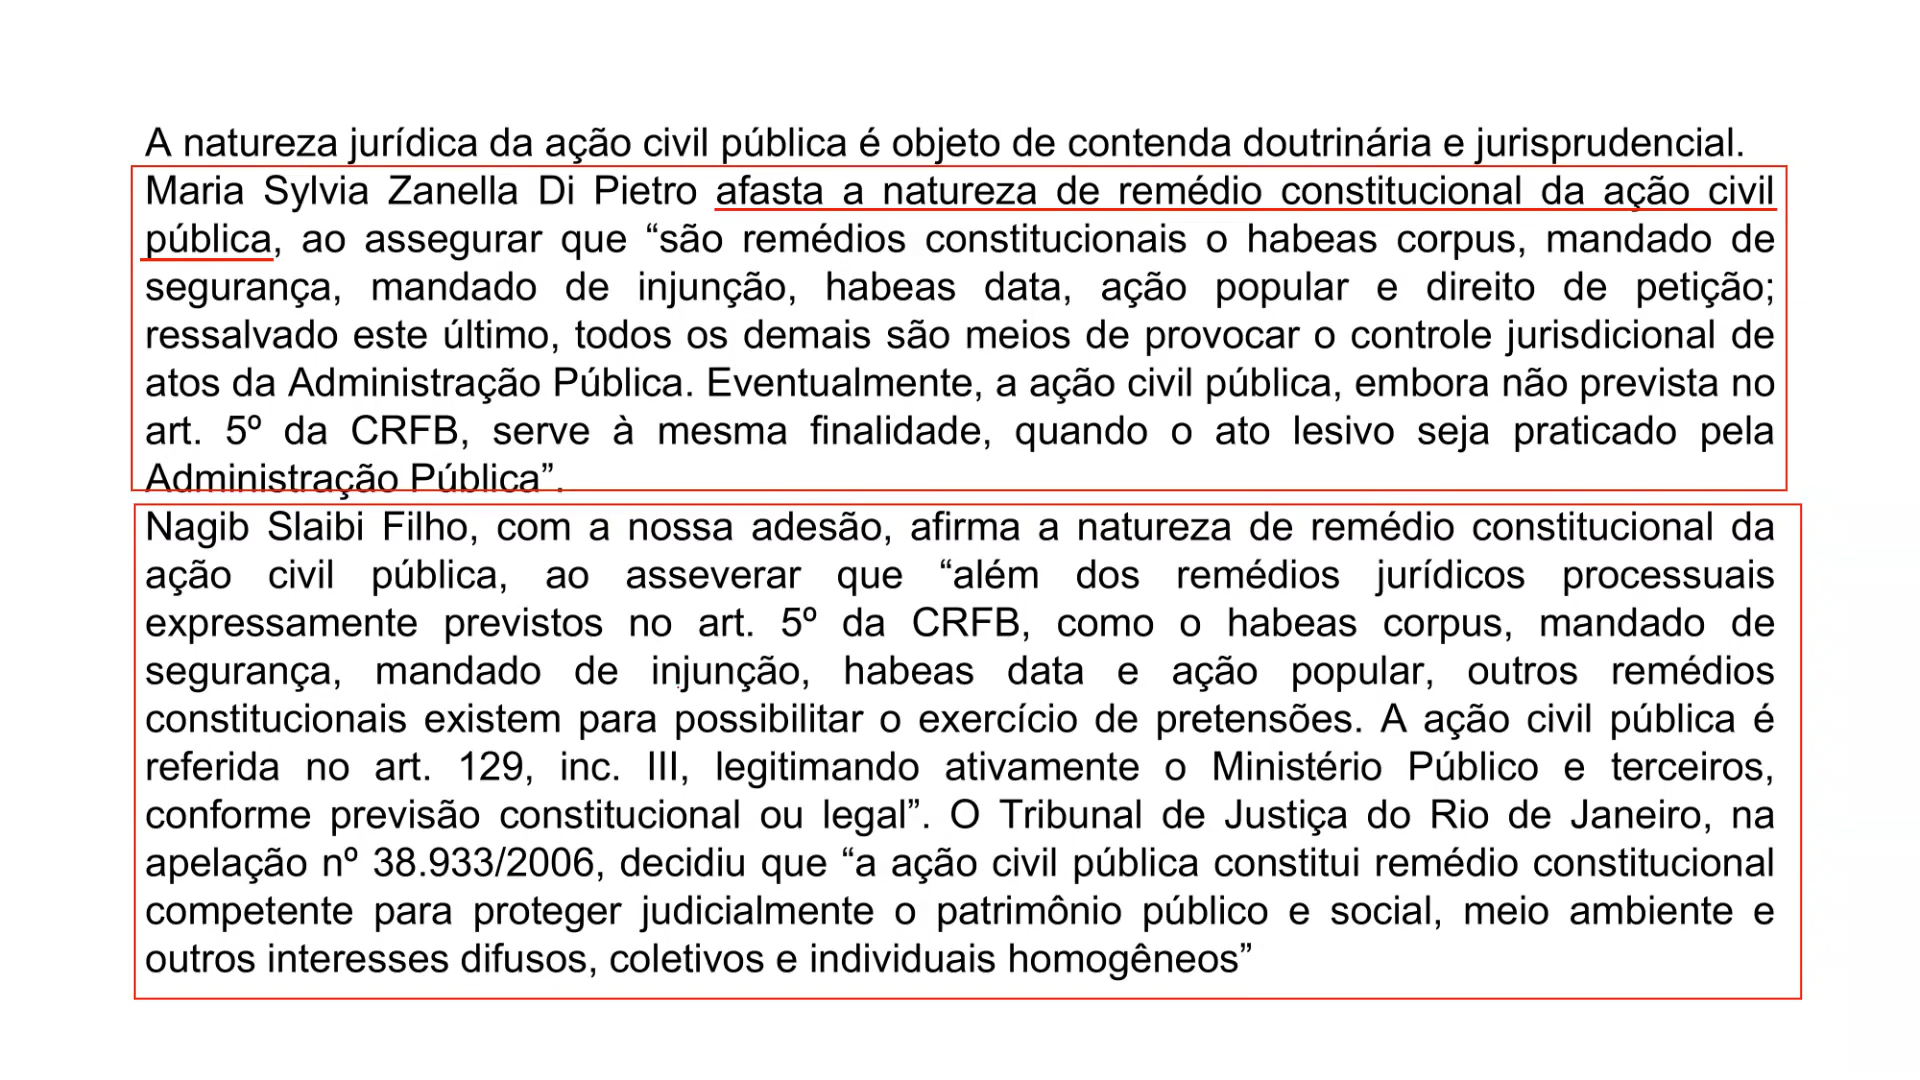 A natureza jurídica da ação civil pública é objeto de contenda doutrinária e jurisprudencial.
Maria Sylvia Zanella Di Pietro afasta a natureza de remédio constitucional da ação civil
pública, ao assegurar que “são remédios constitucionais o habeas corpus, mandado de
segurança, mandado de injunção, habeas data, ação popular e direito de petição;
ressalvado este último, todos os demais são meios de provocar o controle jurisdicional de
atos da Administração Pública. Eventualmente, a ação civil pública, embora não prevista no
art. 5º da CRFB, serve à mesma finalidade, quando o ato lesivo seja praticado pela
Administração Pública”.
Nagib Slaibi Filho, com a nossa adesão, afirma a natureza de remédio constitucional da
ação civil pública, ao asseverar que “além dos remédios jurídicos processuais
expressamente previstos no art. 5º da CRFB, como o habeas corpus, mandado de
segurança, mandado de injunção, habeas data e ação popular, outros remédios
constitucionais existem para possibilitar o exercício de pretensões. A ação civil pública é
referida no art. 129, inc. III, legitimando ativamente o Ministério Público e terceiros,
conforme previsão constitucional ou legal”. O Tribunal de Justiça do Rio de Janeiro, na
apelação nº 38.933/2006, decidiu que “a ação civil pública constitui remédio constitucional
competente para proteger judicialmente o patrimônio público e social, meio ambiente e
outros interesses difusos, coletivos e individuais homogêneos”